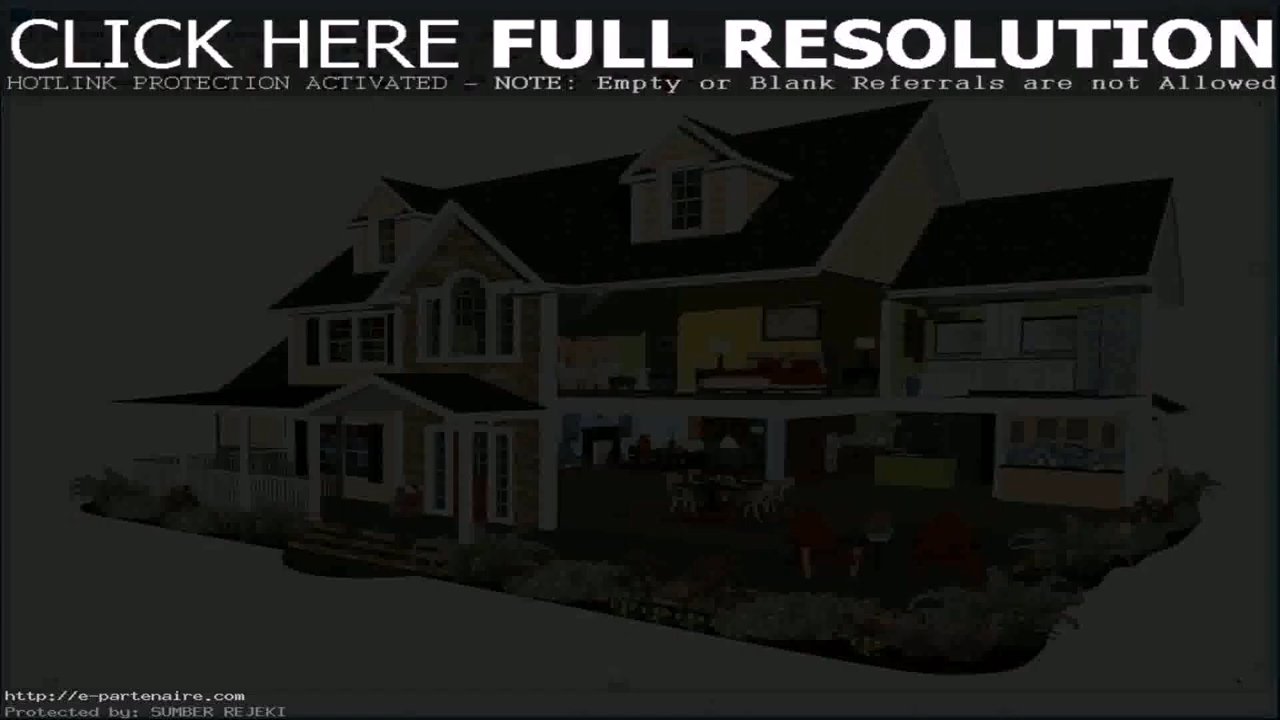 CLICK HERE FULL RESOLUTION
HOTLINK PROTECTION ACTIVATED - NOTE: Empty or Blank Referrals are not Allowed
http://e-partenaire.com
Protected by: SUMBER REJEKI